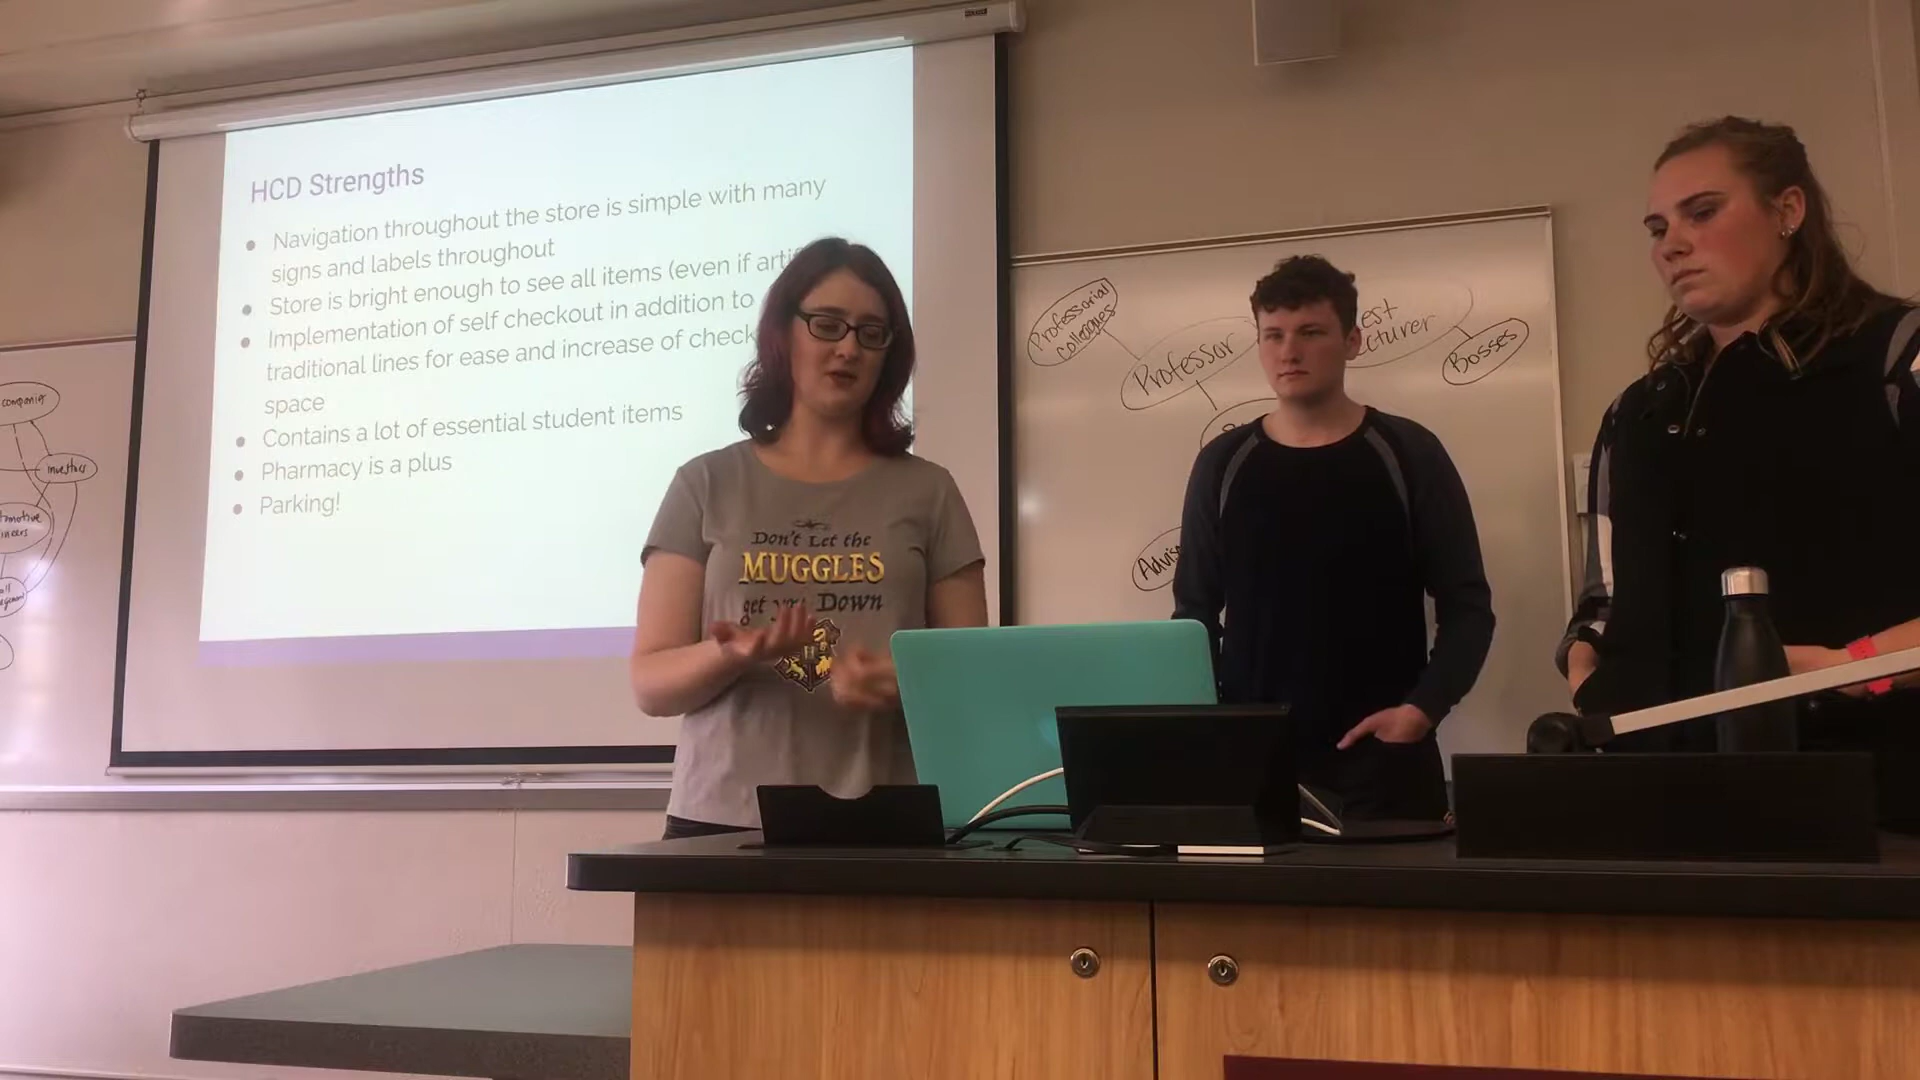 HCD Strengths
Navigation throughout the store is simple with many
signs and labels throughout
Store is bright enough to see all items (even if
Implementation of self checkout in addition to
traditional lines for ease and increase of
space
Contains a lot of essential student items
Pharmacy is a plus
Parking!
Don't Let the
MUGGLES
get you Down
H
Professorial
colleagues
Professor
Bosses
companies
investors